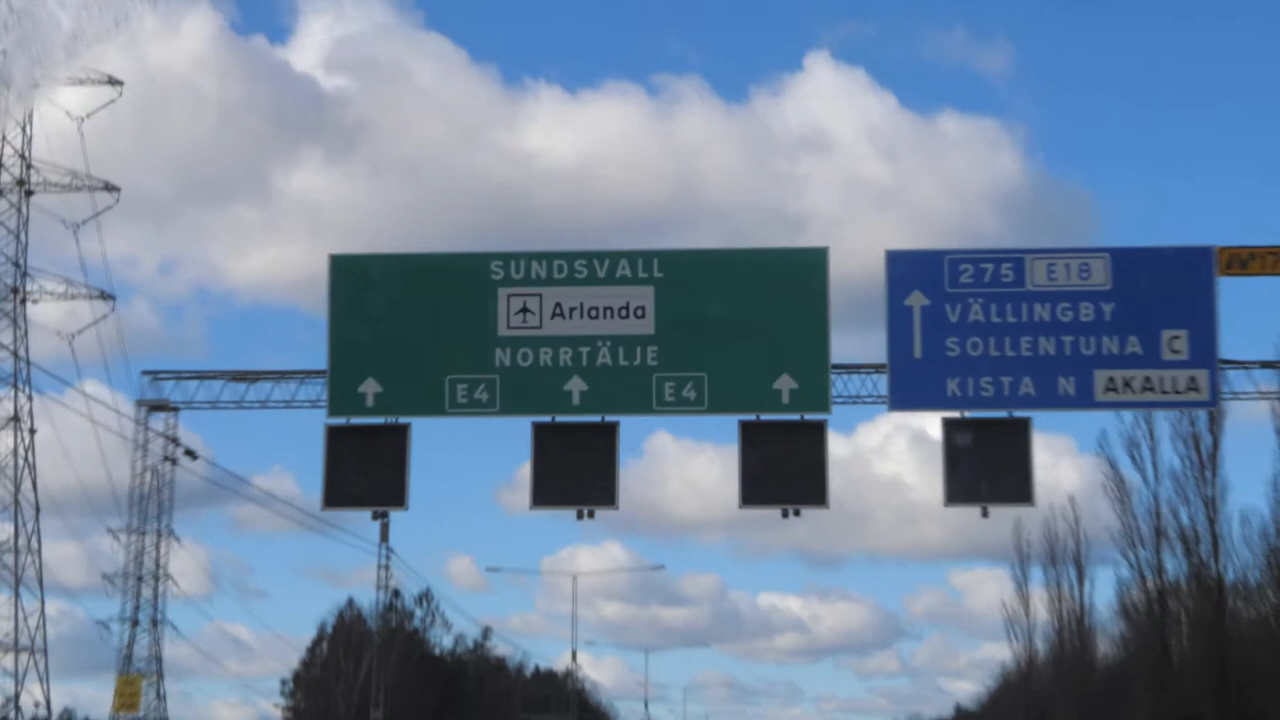 SUNDSVALL
Arlanda
NORRTÄLJE
E4 E4
275 E18
VÄLLINGBY
SOLLENTUNA C
KISTA N AKALLA